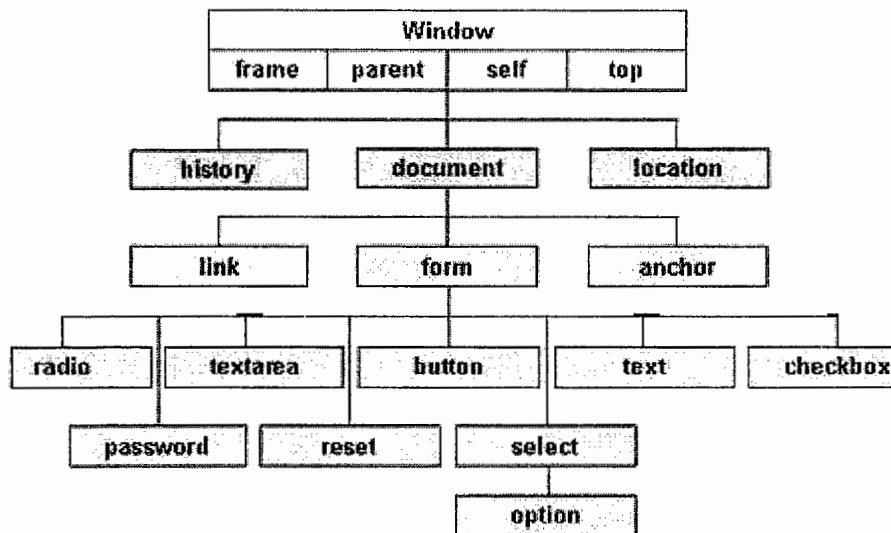 Window
frame parent self top
history document location
link form anchor
radio textarea button text checkbox
password reset select
option